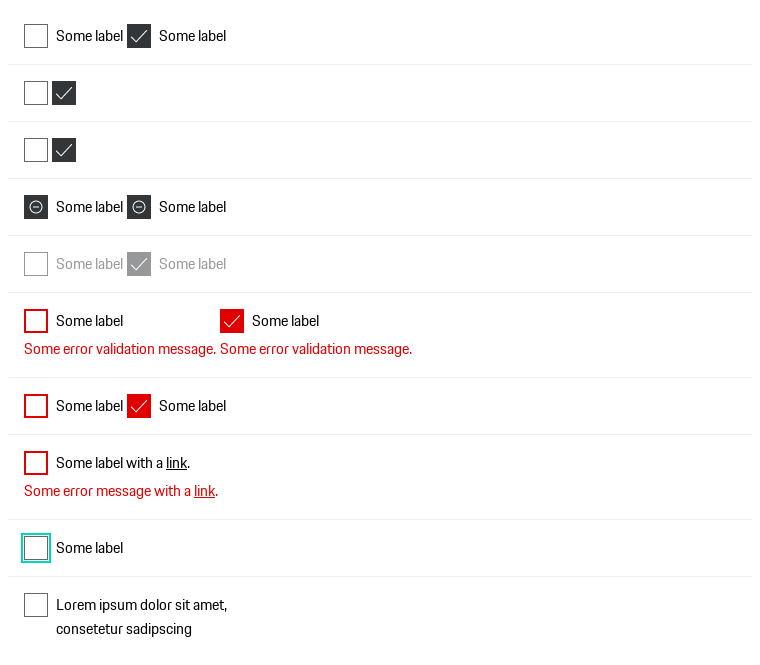 Some label Some label
Some label Some label
Some label Some label
Some label Some label
Some error validation message. Some error validation message.
Some label Some label
Some label with a link.
Some error message with a link.
Some label
Lorem ipsum dolor sit amet,
consetetur sadipscing